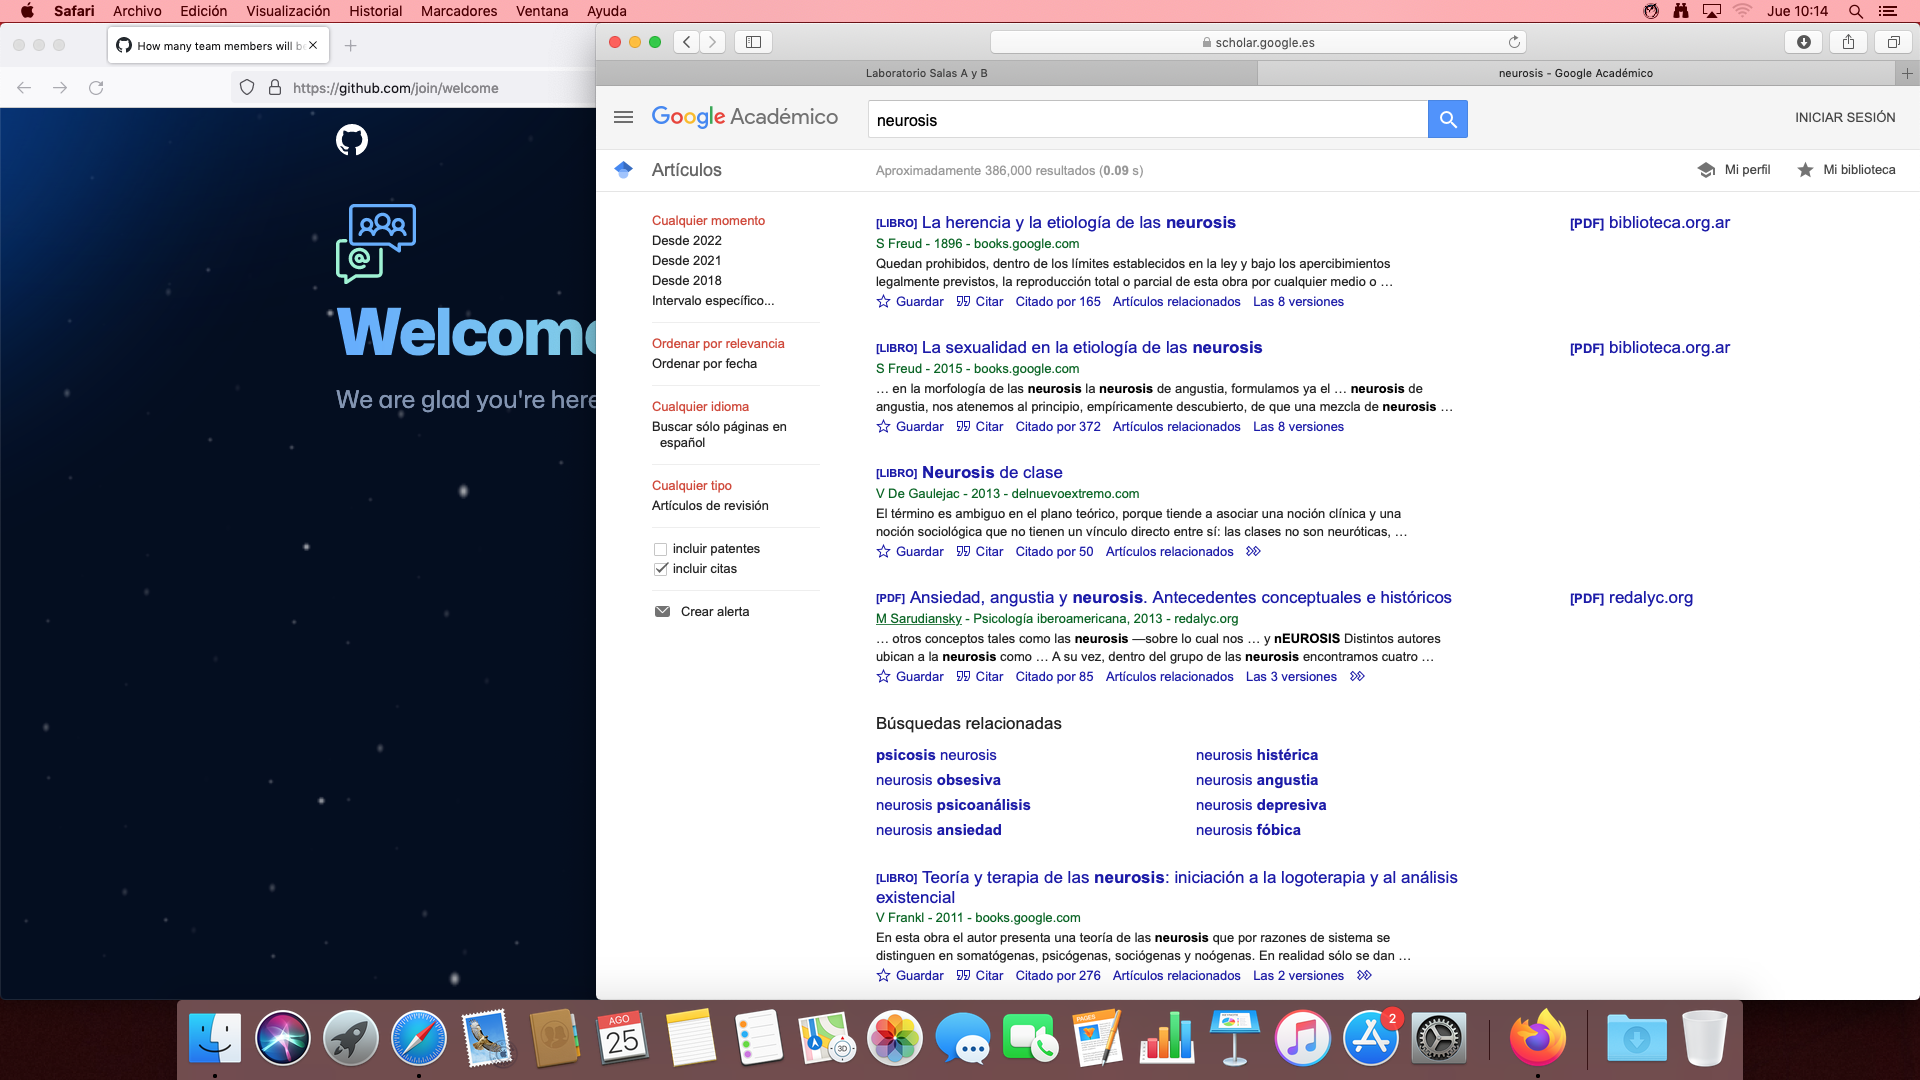 Safari Archivo Edición Visualización Historial Marcadores Ventana Ayuda
Jue 10:14
How many team members will be
https://github.com/join/welcome
Welcome
We are glad you're here
scholar.google.es
Laboratorio Salas A y B
neurosis - Google Académico
Google Académico
neurosis
INICIAR SESIÓN
Artículos
Aproximadamente 386,000 resultados (0.09 s)
Mi perfil
Mi biblioteca
Cualquier momento
Desde 2022
Desde 2021
Desde 2018
Intervalo específico...
Ordenar por relevancia
Ordenar por fecha
Cualquier idioma
Buscar sólo páginas en
español
Cualquier tipo
Artículos de revisión
incluir patentes
incluir citas
Crear alerta
[LIBRO] La herencia y la etiología de las neurosis
S Freud - 1896 - books.google.com
Quedan prohibidos, dentro de los límites establecidos en la ley y bajo los apercibimientos
legalmente previstos, la reproducción total o parcial de esta obra por cualquier medio o …
Guardar Citar Citado por 165 Artículos relacionados Las 8 versiones
[PDF] biblioteca.org.ar
[LIBRO] La sexualidad en la etiología de las neurosis
S Freud - 2015 - books.google.com
… en la morfología de las neurosis la neurosis de angustia, formulamos ya el … neurosis de
angustia, nos atenemos al principio, empíricamente descubierto, de que una mezcla de neurosis …
Guardar Citar Citado por 372 Artículos relacionados Las 8 versiones
[PDF] biblioteca.org.ar
[LIBRO] Neurosis de clase
V De Gaulejac - 2013 - delnuevoextremo.com
El término es ambiguo en el plano teórico, porque tiende a asociar una noción clínica y una
noción sociológica que no tienen un vínculo directo entre sí: las clases no son neuróticas, …
Guardar Citar Citado por 50 Artículos relacionados
[PDF] Ansiedad, angustia y neurosis. Antecedentes conceptuales e históricos
M Sarudiansky - Psicología iberoamericana, 2013 - redalyc.org
… otros conceptos tales como las neurosis —sobre lo cual nos … y nEUROSIS Distintos autores
ubican a la neurosis como … A su vez, dentro del grupo de las neurosis encontramos cuatro …
Guardar Citar Citado por 85 Artículos relacionados Las 3 versiones
[PDF] redalyc.org
Búsquedas relacionadas
psicosis neurosis
neurosis histérica
neurosis obsesiva
neurosis angustia
neurosis psicoanálisis
neurosis depresiva
neurosis ansiedad
neurosis fóbica
[LIBRO] Teoría y terapia de las neurosis: iniciación a la logoterapia y al análisis
existencial
V Frankl - 2011 - books.google.com
En esta obra el autor presenta una teoría de las neurosis que por razones de sistema se
distinguen en somatógenas, psicógenas, sociógenas y noógenas. En realidad sólo se dan …
Guardar Citar Citado por 276 Artículos relacionados Las 2 versiones
AGO
25
3D
PAGES
2